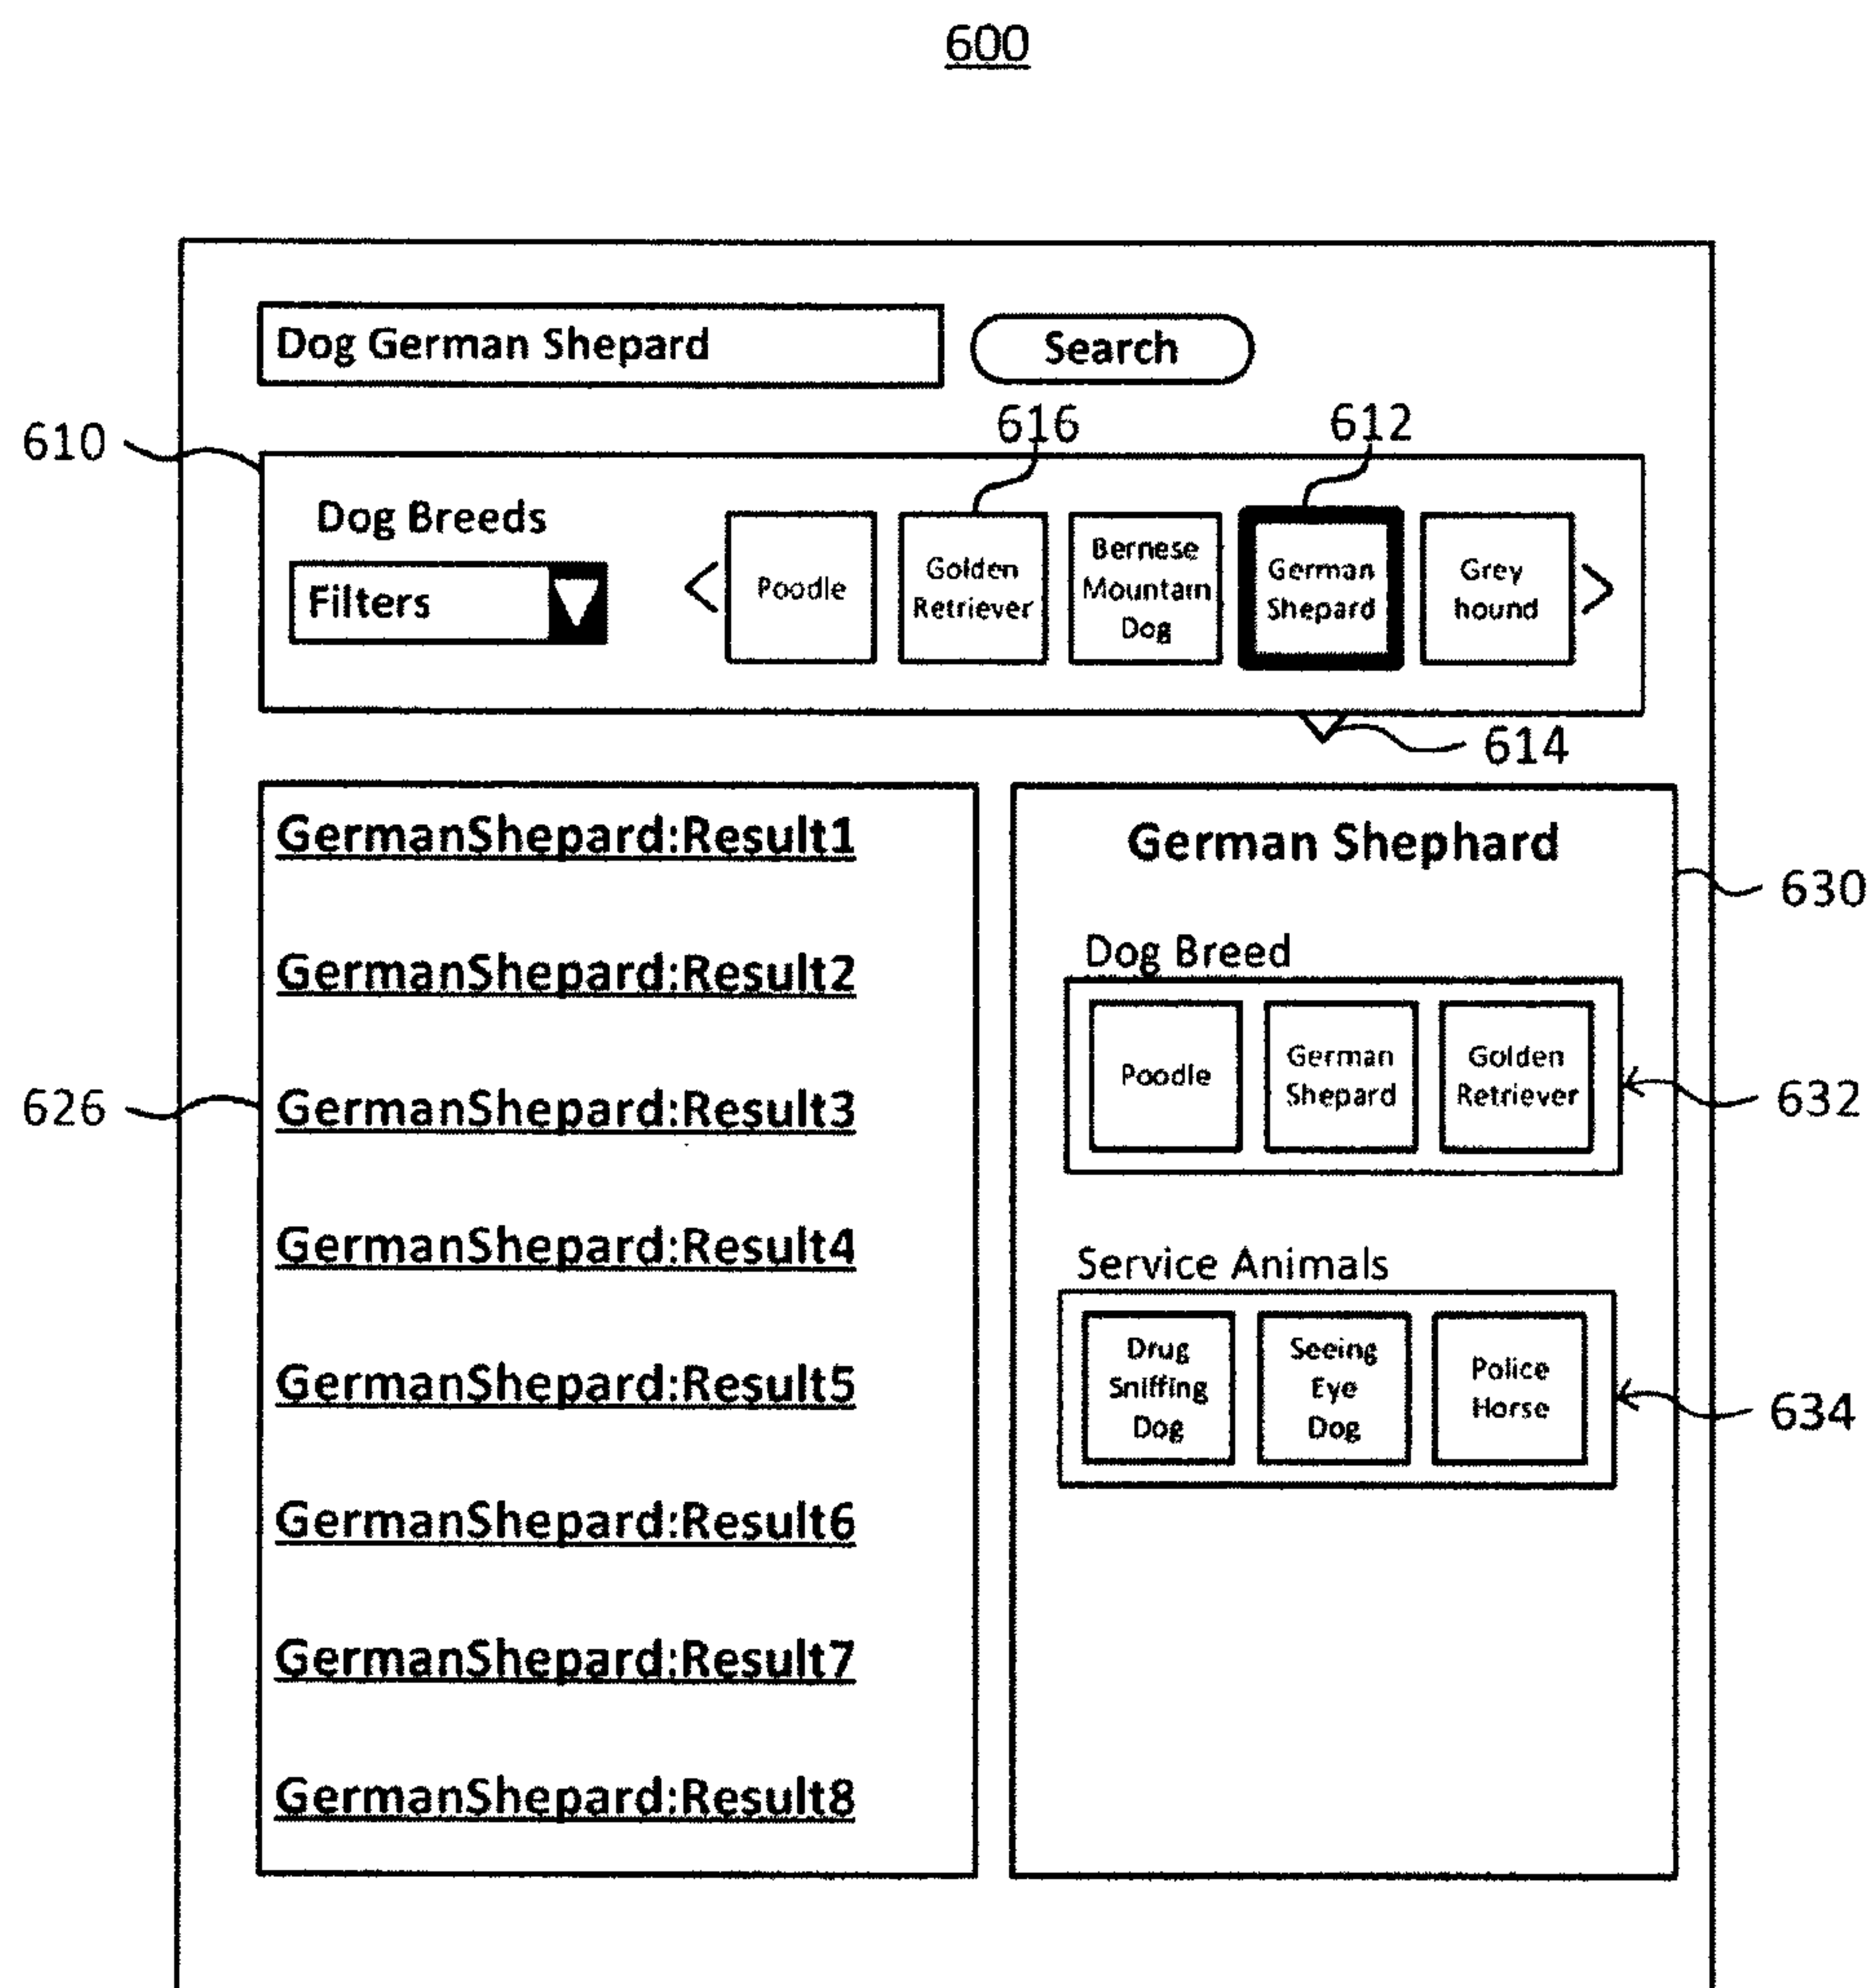 600
Dog German Shepard
Search
610
616
612
Dog Breeds
Filters
<
Poodle
Golden
Retriever
Bernese
Mountain
Dog
German
Shepard
Grey
hound
>
614
GermanShepard:Result1
GermanShepard:Result2
GermanShepard:Result3
GermanShepard:Result4
GermanShepard:Result5
GermanShepard:Result6
GermanShepard:Result7
GermanShepard:Result8
626
German Shephard
630
Dog Breed
Poodle
German
Shepard
Golden
Retriever
632
Service Animals
Drug
Sniffing
Dog
Seeing
Eye
Dog
Police
Horse
634